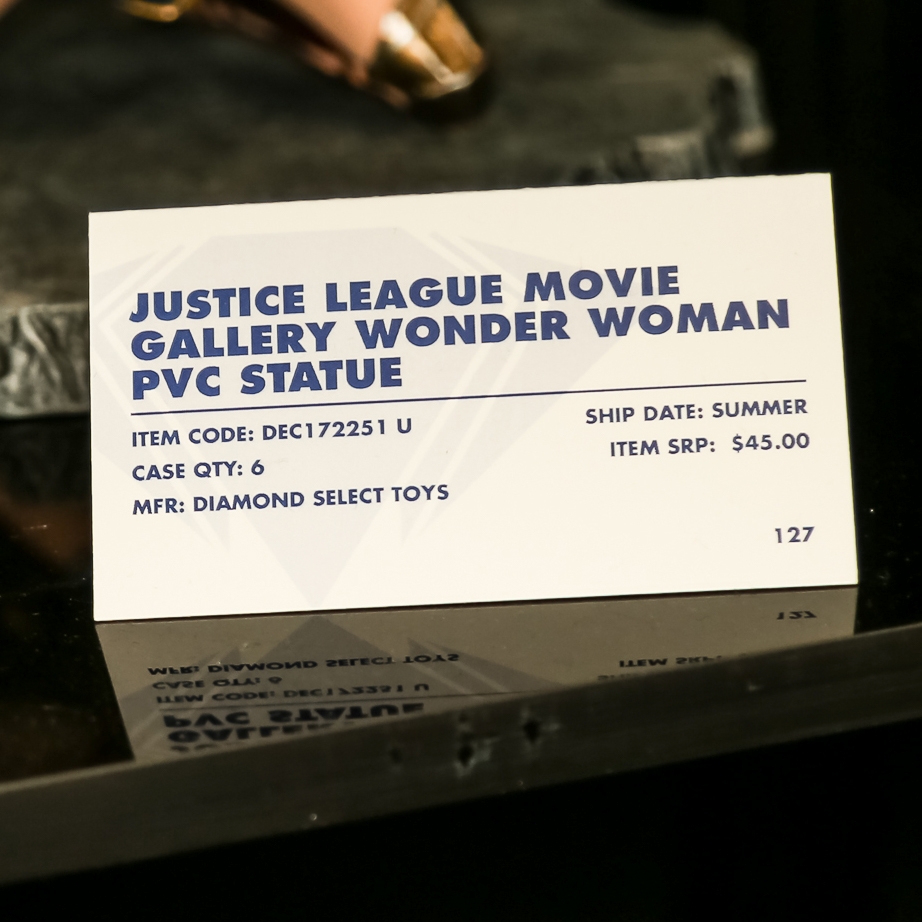 JUSTICE LEAGUE MOVIE
GALLERY WONDER WOMAN
PVC STATUE
ITEM CODE: DEC172251 U
CASE QTY: 6
MFR: DIAMOND SELECT TOYS
SHIP DATE: SUMMER
ITEM SRP: $45.00
127